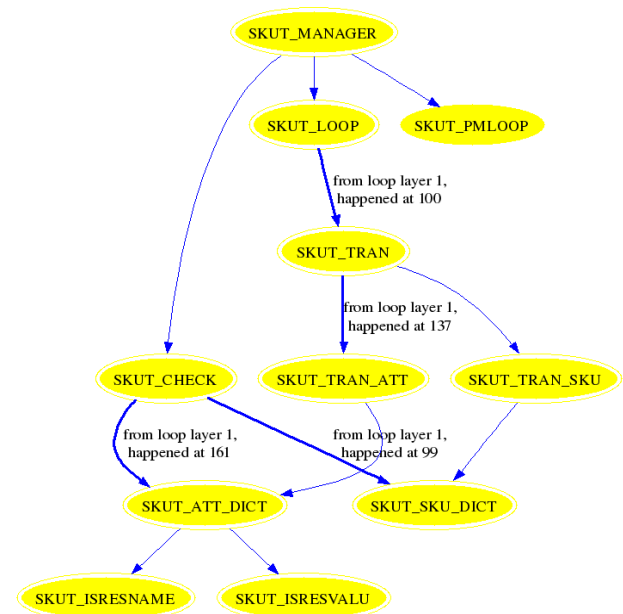 SKUT_MANAGER
SKUT_LOOP
SKUT_PMLOOP
from loop layer 1,
happened at 100
SKUT_TRAN
from loop layer 1,
happened at 137
SKUT_CHECK
SKUT_TRAN_ATT
SKUT_TRAN_SKU
from loop layer 1,
happened at 161
from loop layer 1,
happened at 99
SKUT_ATT_DICT
SKUT_SKU_DICT
SKUT_ISRESNAME
SKUT_ISRESVALU